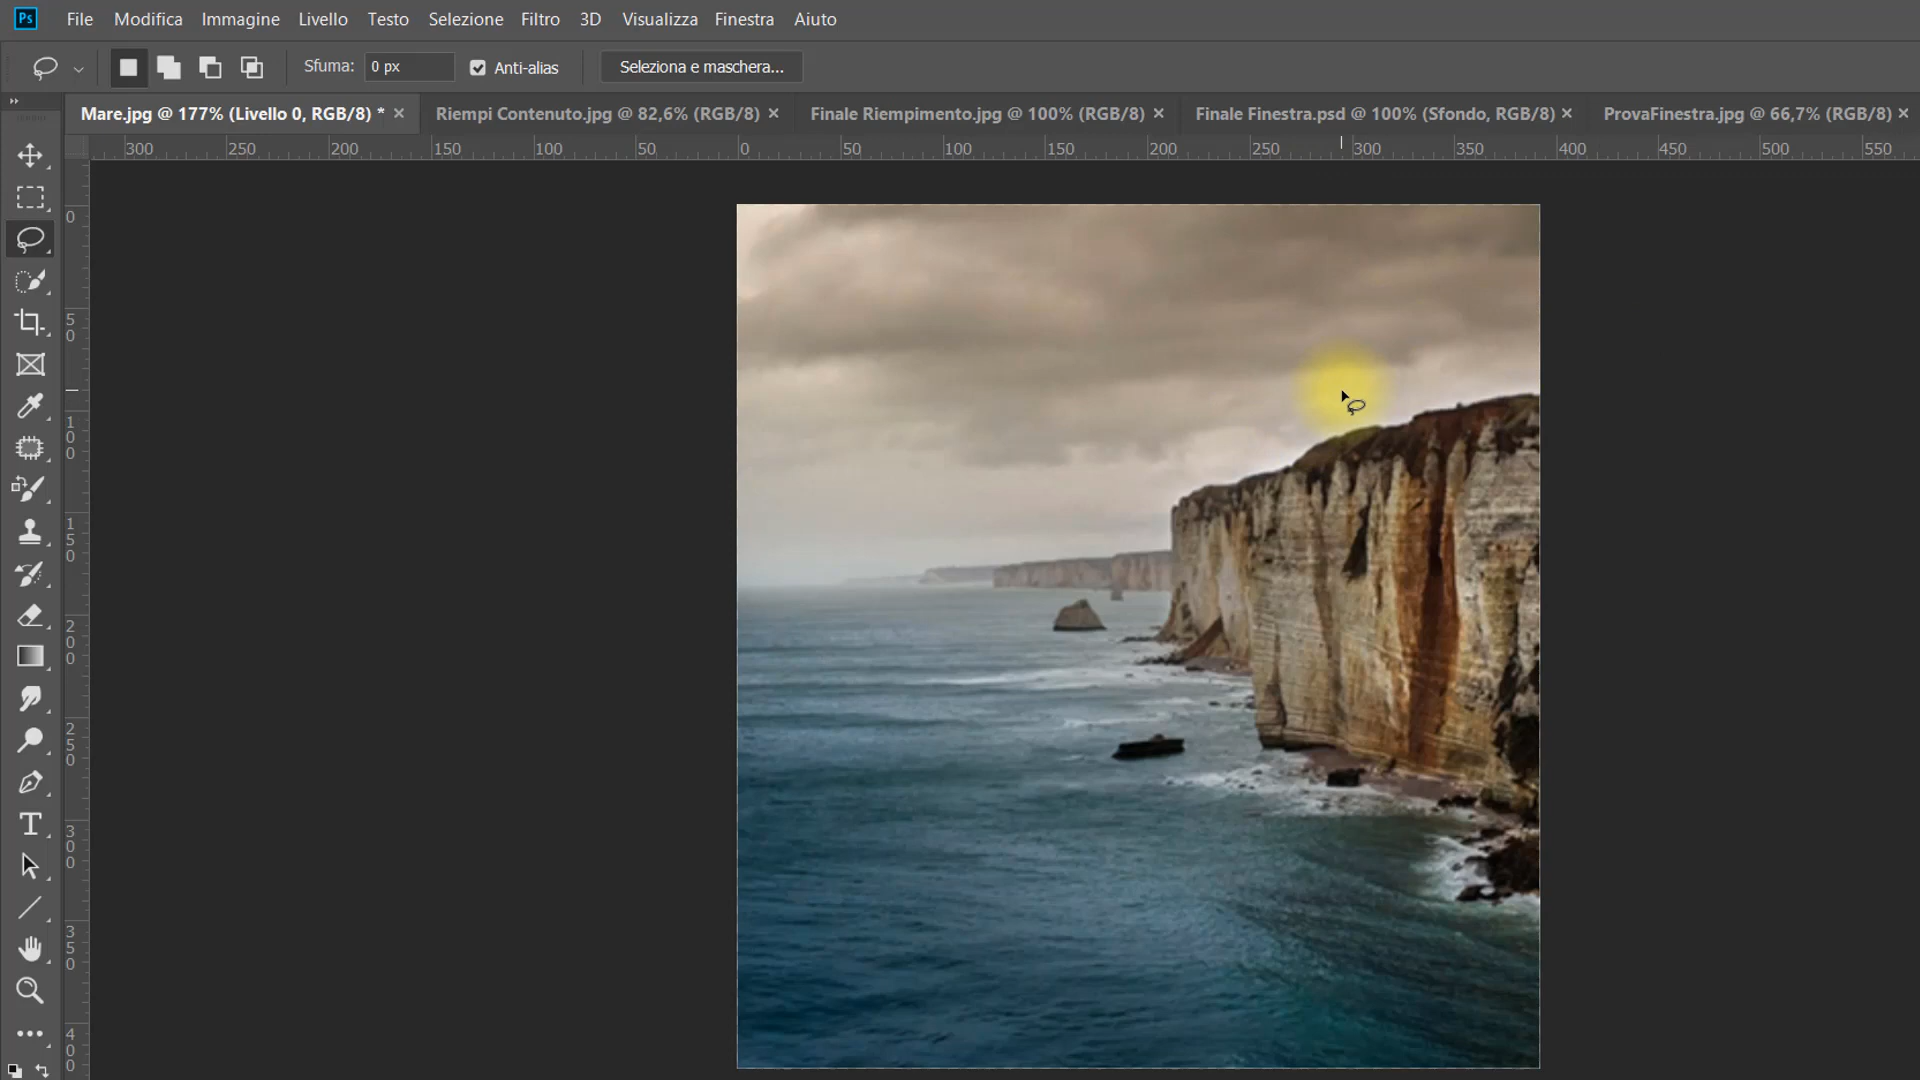 Ps File Modifica Immagine Livello Testo Selezione Filtro 3D Visualizza Finestra Aiuto
Sfuma: 0 px Anti-alias Seleziona e maschera...
Mare.jpg @ 177% (Livello 0, RGB/8) * × Riempi Contenuto.jpg @ 82,6% (RGB/8) × Finale Riempimento.jpg @ 100% (RGB/8) × Finale Finestra.psd @ 100% (Sfondo, RGB/8) × ProvaFinestra.jpg @ 66,7% (RGB/8) ×
300 250 200 150 100 50 0 50 100 150 200 250 300 350 400 450 500 550
0
50
100
150
200
250
300
350
400